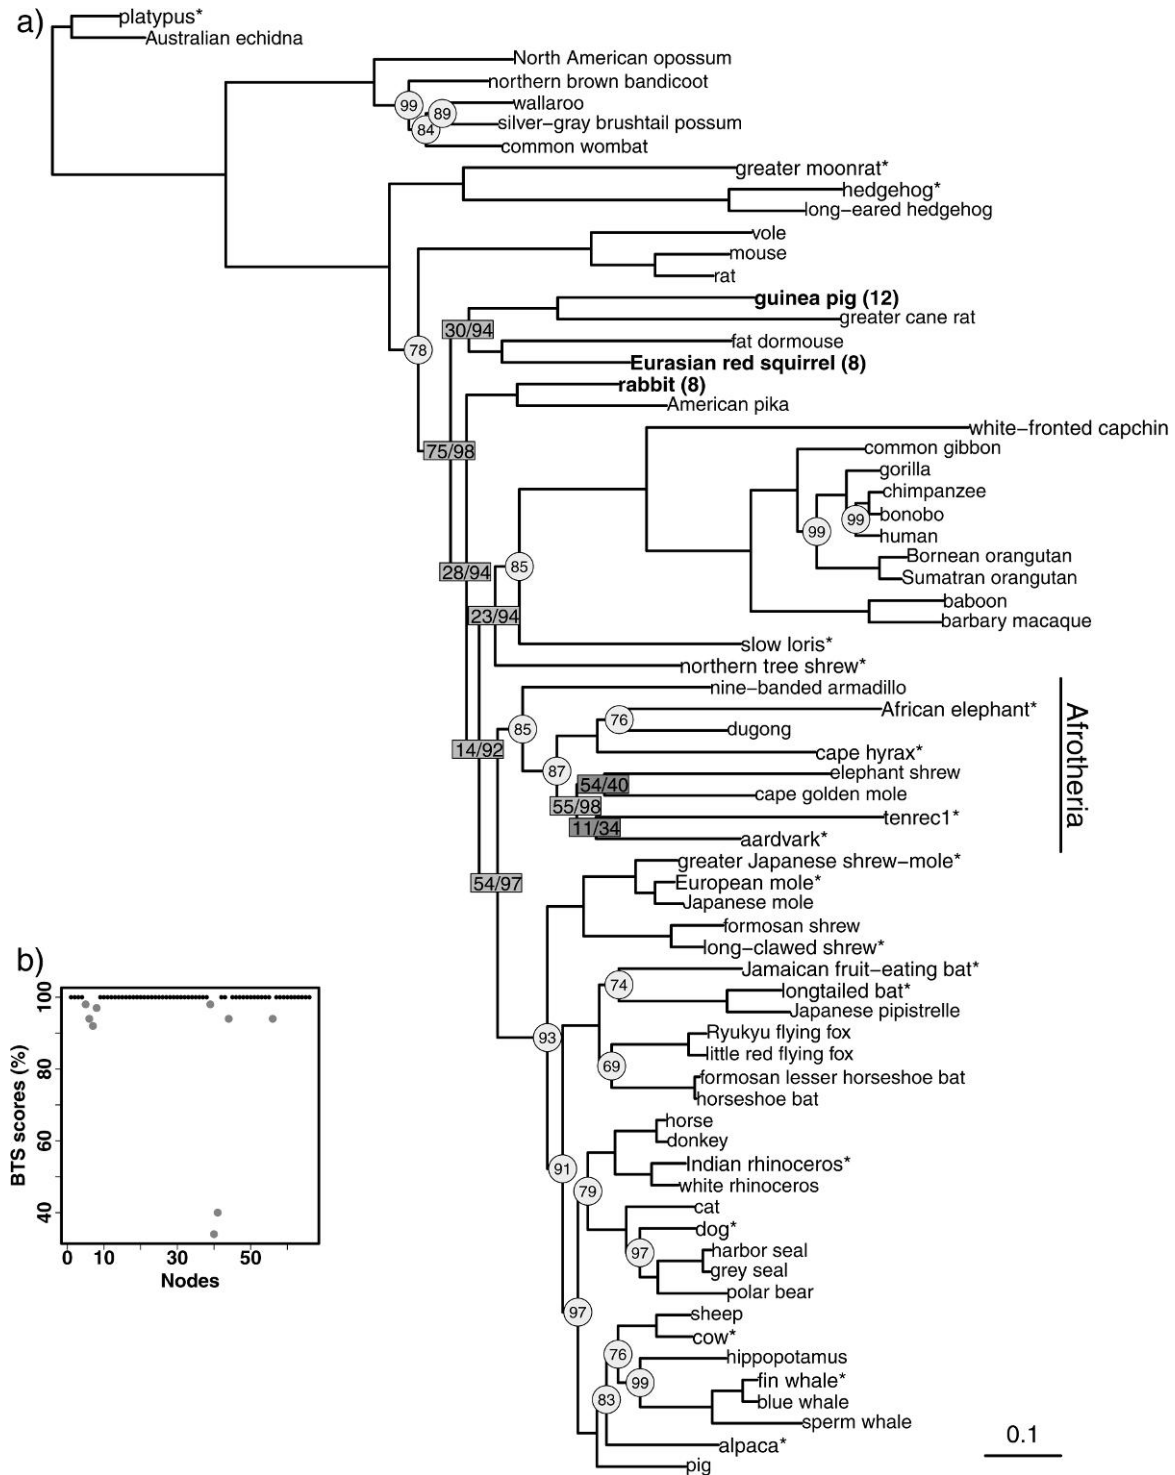 a)
platypus*
Australian echidna
North American opossum
northern brown bandicoot
99
89
wallaroo
84
silver−gray brushtail possum
common wombat
greater moonrat*
hedgehog*
long−eared hedgehog
vole
mouse
rat
guinea pig (12)
greater cane rat
30/94
fat dormouse
78
Eurasian red squirrel (8)
rabbit (8)
American pika
white−fronted capchin
75/98
common gibbon
gorilla
chimpanzee
bonobo
99
99
human
Bornean orangutan
85
28/94
Sumatran orangutan
baboon
23/94
barbary macaque
slow loris*
northern tree shrew*
nine−banded armadillo
African elephant*
76
85
dugong
14/92
cape hyrax*
87
elephant shrew
54/40
cape golden mole
55/98
tenrec1*
11/34
aardvark*
Afrotheria
greater Japanese shrew−mole*
54/97
European mole*
Japanese mole
formosan shrew
long−clawed shrew*
Jamaican fruit−eating bat*
74
longtailed bat*
Japanese pipistrelle
93
Ryukyu flying fox
little red flying fox
69
formosan lesser horseshoe bat
horseshoe bat
horse
donkey
91
Indian rhinoceros*
79
white rhinoceros
cat
dog*
97
harbor seal
grey seal
polar bear
97
sheep
cow*
76
hippopotamus
99
fin whale*
83
blue whale
sperm whale
alpaca*
pig
0.1
b)
BTS scores (%)
100
80
60
40
0 10 30 50
Nodes